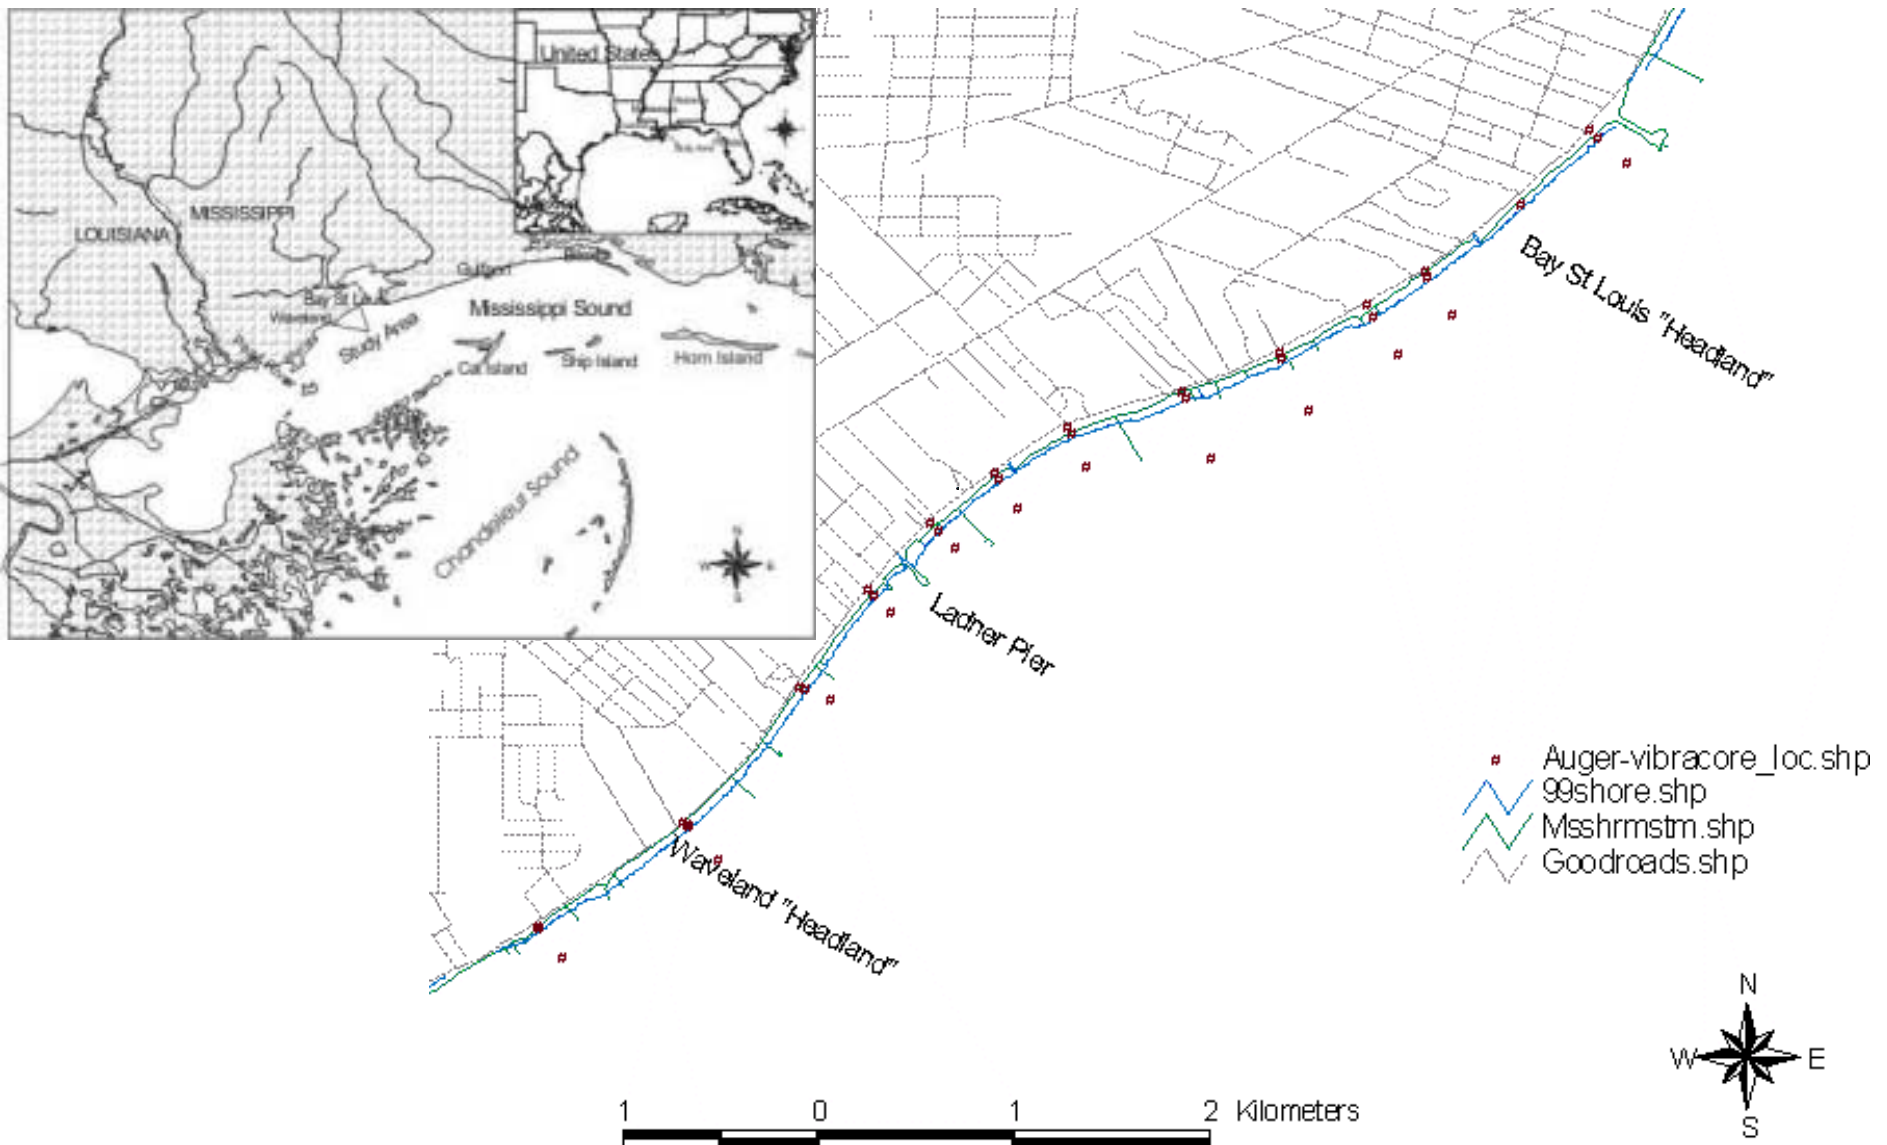 United States
MISSISSIPPI
LOUISIANA
Gulfport
Biloxi
Bay St Louis
Waveland
Study Area
Mississippi Sound
Cat Island
Ship Island
Horn Island
Chandeleur Sound
N
W E
S
Bay St Louis "Headland"
Ladner Pier
Waveland "Headland"
Auger-vibracore_loc.shp
99shore.shp
Msshrmstm.shp
Goodroads.shp
N
W E
S
1 0 1 2 Kilometers